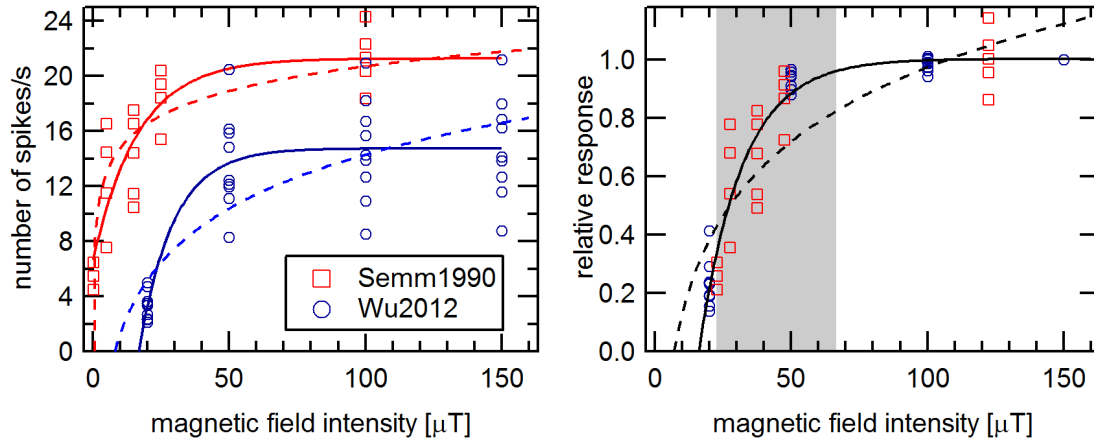 24
20
16
12
8
4
0
number of spikes/s
Semm1990
Wu2012
0 50 100 150
magnetic field intensity [μT]
1.0
0.8
0.6
0.4
0.2
0.0
relative response
0 50 100 150
magnetic field intensity [μT]